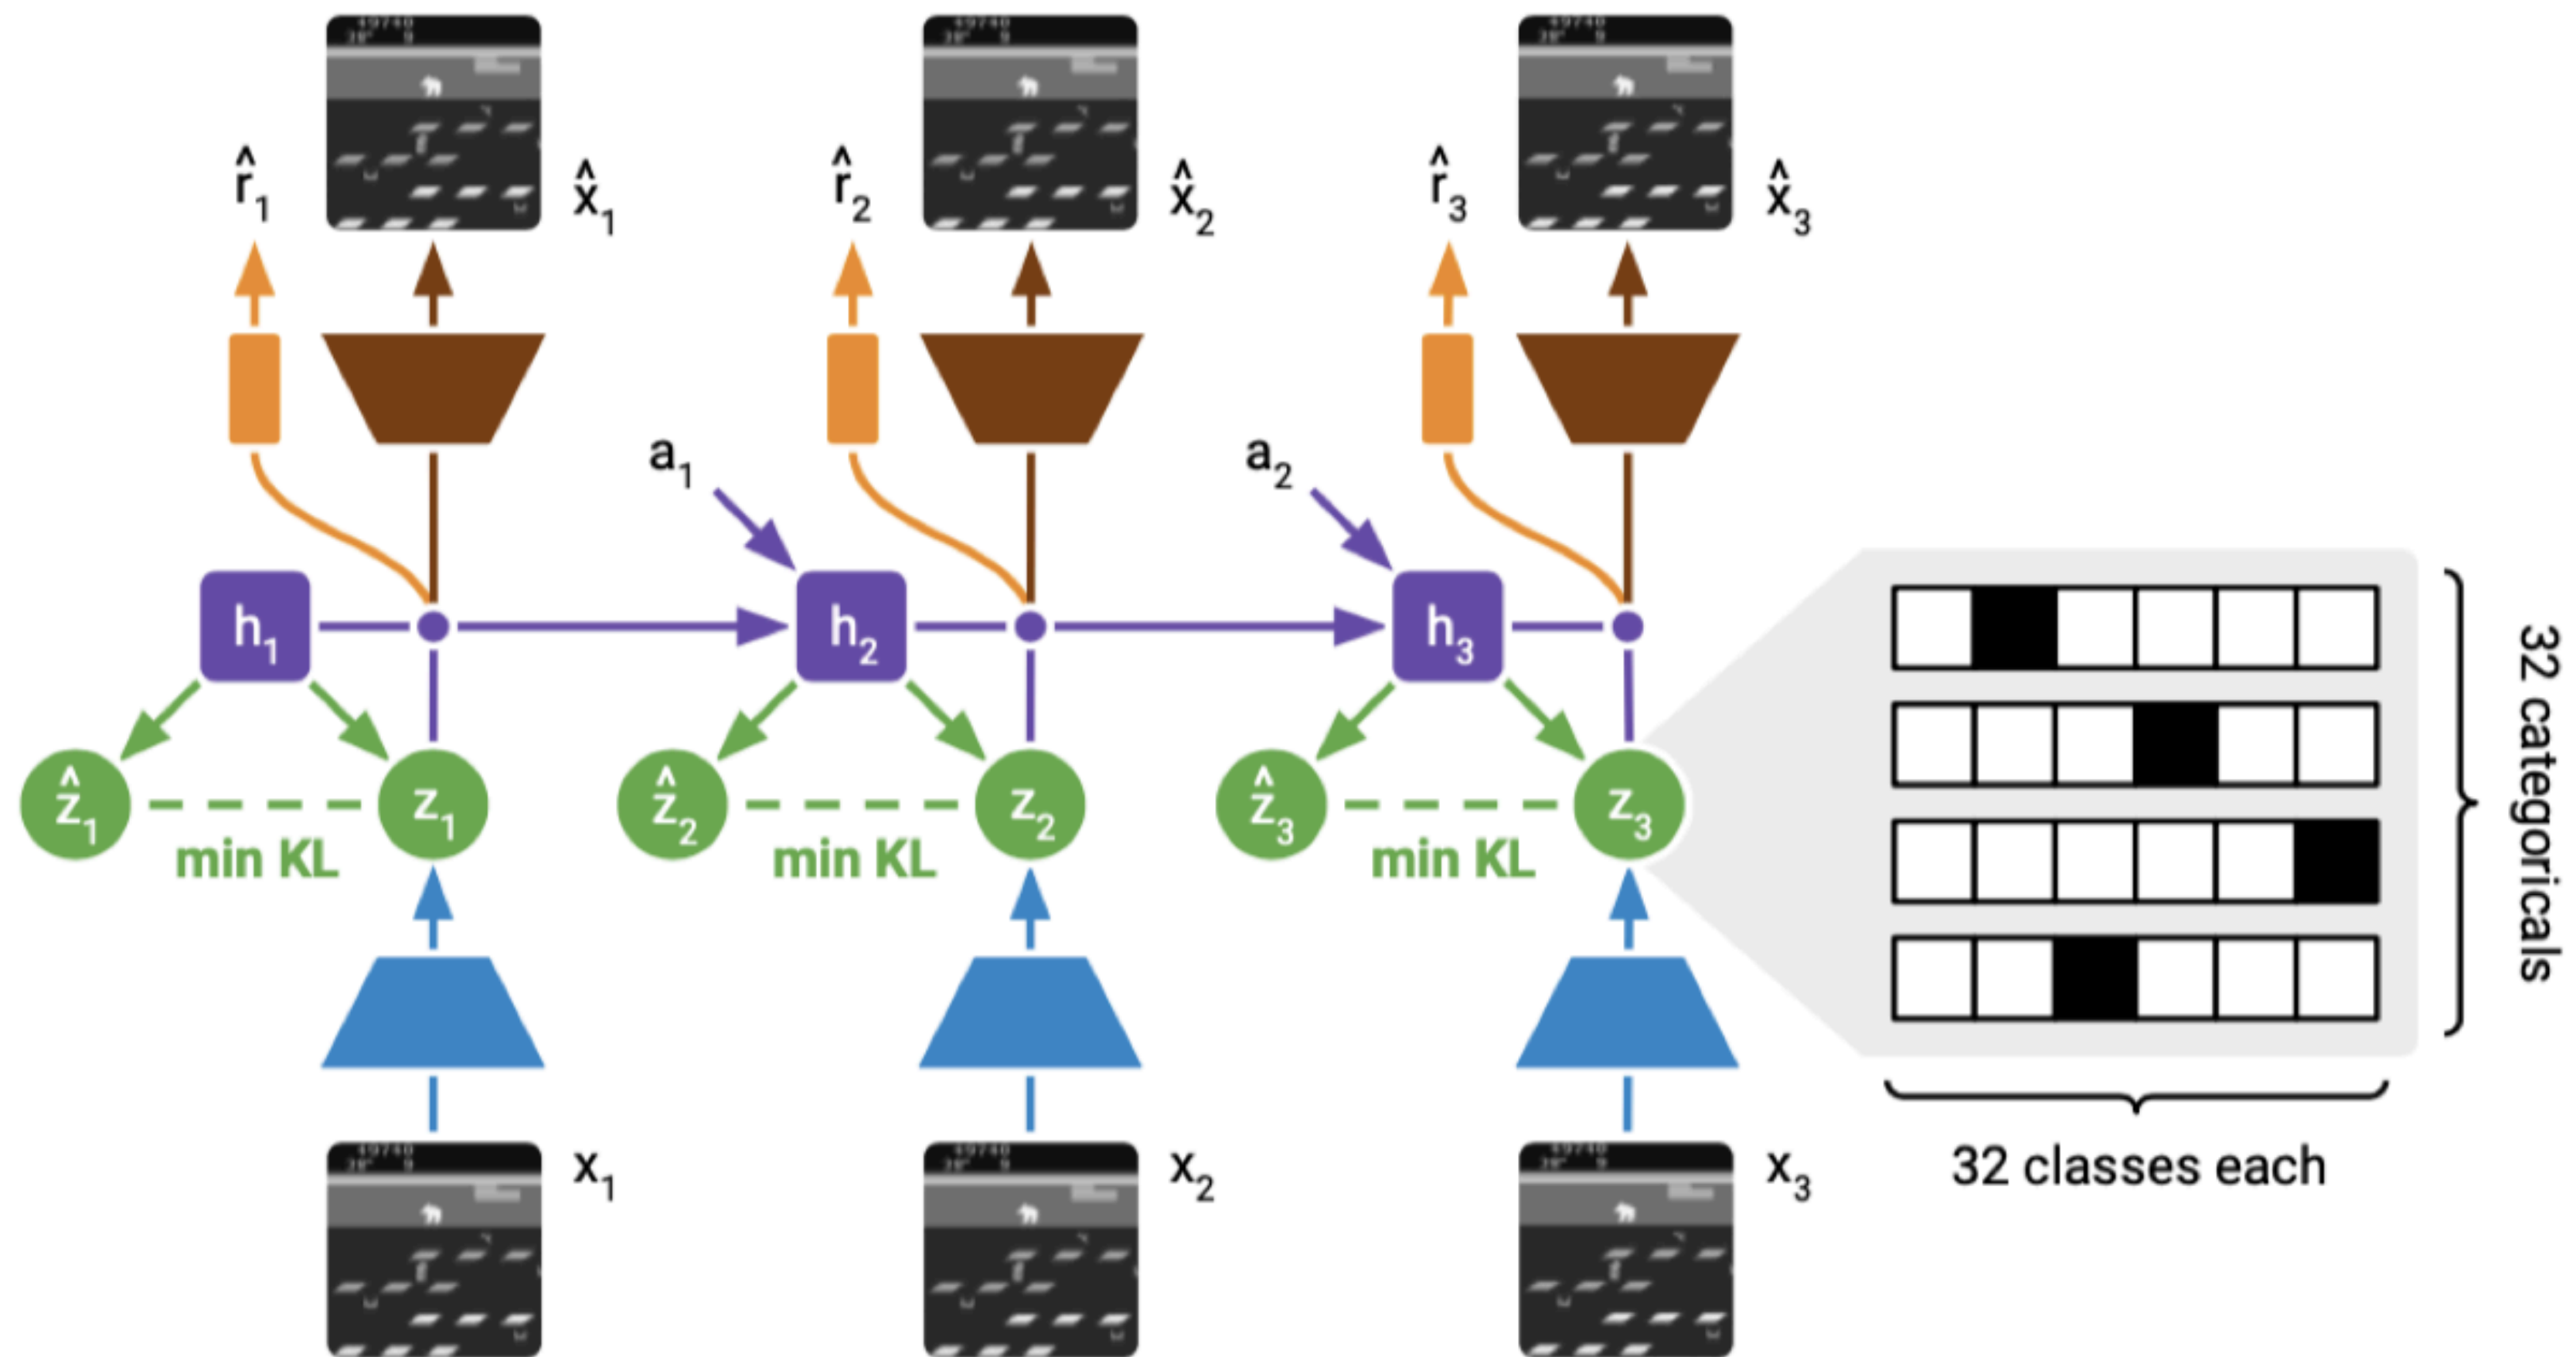 r̂₁
x̂₁
r̂₂
x̂₂
r̂₃
x̂₃
a₁
a₂
h₁
h₂
h₃
ẑ₁
min KL
z₁
ẑ₂
min KL
z₂
ẑ₃
min KL
z₃
32 categoricals
32 classes each
x₁
x₂
x₃